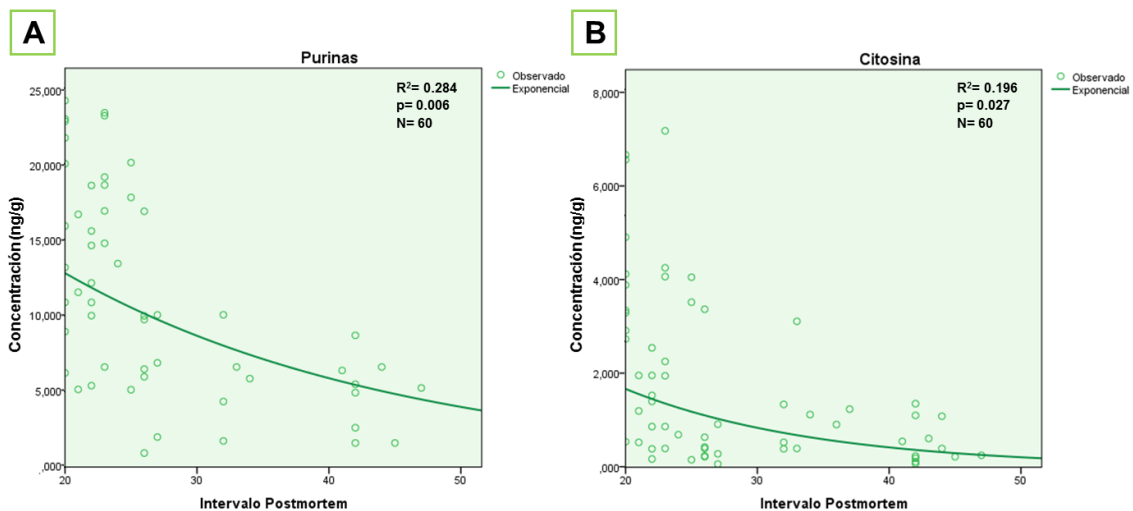 A
Purinas
Observado
Exponencial
R²= 0.284
p= 0.006
N= 60
25,000
20,000
15,000
10,000
5,000
,000
20
30
40
50
Concentración(ng/g)
Intervalo Postmortem
B
Citosina
Observado
Exponencial
R²= 0.196
p= 0.027
N= 60
8,000
6,000
4,000
2,000
,000
20
30
40
50
Concentración(ng/g)
Intervalo Postmortem